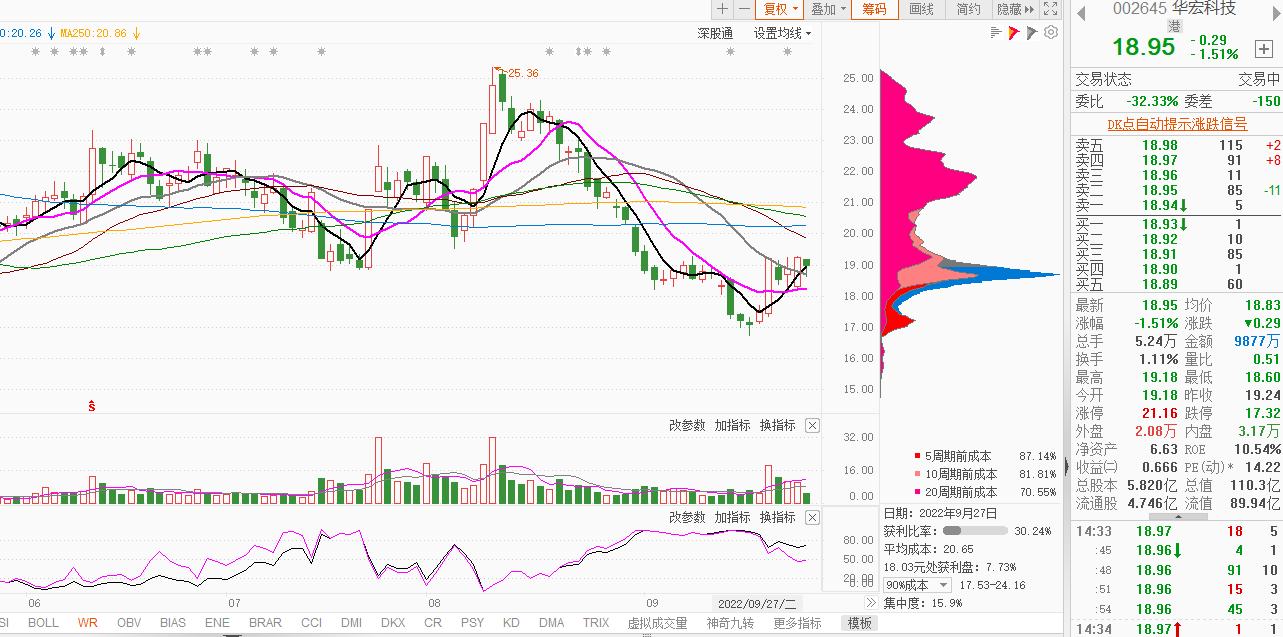 复权 叠加 筹码 画线 简约 隐藏
0:20.26 ↓ MA250:20.86 ↓
深股通 设置均线
25.36
25.00
24.00
23.00
22.00
21.00
20.00
19.00
18.00
17.00
16.00
15.00
S
改参数 加指标 换指标
32.00
16.00
0.00
改参数 加指标 换指标
80.00
50.00
20.00
06 07 08 09 2022/09/27/二
SI BOLL WR OBV BIAS ENE BRAR CCI DMI DKX CR PSY KD DMA TRIX 虚拟成交量 神奇九转 更多指标 模板
5周期前成本 87.14%
10周期前成本 81.81%
20周期前成本 70.55%
日期: 2022年9月27日
获利比率: 30.24%
平均成本: 20.65
18.03元处获利盘: 7.73%
90%成本 17.53-24.16
集中度: 15.9%
002645 华宏科技
港
18.95 -0.29
-1.51%
交易状态 交易中
委比 -32.33% 委差 -150
DK点自动提示涨跌信号
卖五 18.98 115 +2
卖四 18.97 91 +8
卖三 18.96 11
卖二 18.95 85 -11
卖一 18.94↓ 5
买一 18.93↓ 1
买二 18.92 10
买三 18.91 85
买四 18.90 1
买五 18.89 60
最新 18.95 均价 18.83
涨幅 -1.51% 涨跌 ▼0.29
总手 5.24万 金额 9877万
换手 1.11% 量比 0.51
最高 19.18 最低 18.60
今开 19.18 昨收 19.24
涨停 21.16 跌停 17.32
外盘 2.08万 内盘 3.17万
净资产 6.63 ROE 10.54%
收益㈡ 0.666 PE(动)* 14.22
总股本 5.820亿 总值 110.3亿
流通股 4.746亿 流值 89.94亿
14:33 18.97 18 5
:45 18.96↓ 4 1
:48 18.96 91 10
:51 18.96 15 3
:54 18.96 45 3
14:34 18.97↑ 1 1